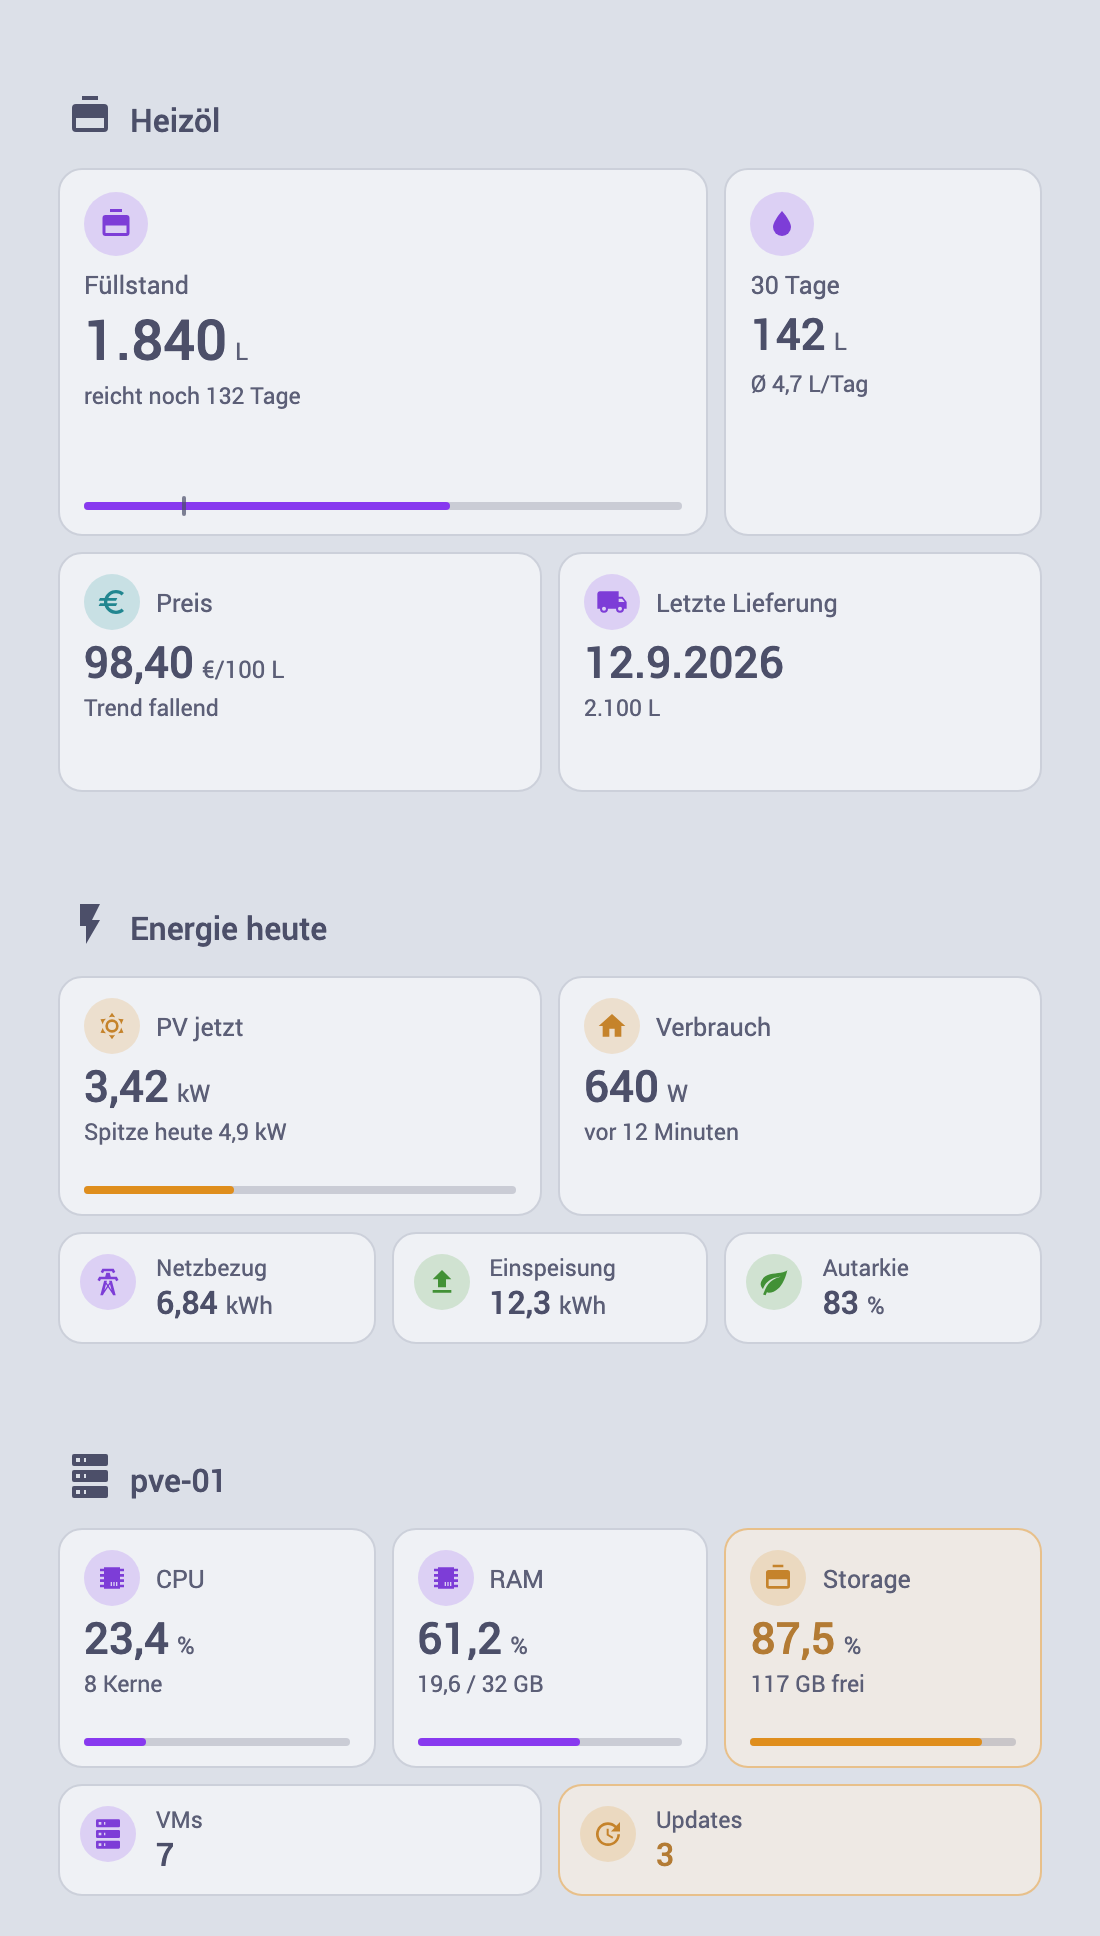 Heizöl
Füllstand
1.840 L
reicht noch 132 Tage
30 Tage
142 L
Ø 4,7 L/Tag
Preis
98,40 €/100 L
Trend fallend
Letzte Lieferung
12.9.2026
2.100 L
Energie heute
PV jetzt
3,42 kW
Spitze heute 4,9 kW
Verbrauch
640 W
vor 12 Minuten
Netzbezug
6,84 kWh
Einspeisung
12,3 kWh
Autarkie
83 %
pve-01
CPU
23,4 %
8 Kerne
RAM
61,2 %
19,6 / 32 GB
Storage
87,5 %
117 GB frei
VMs
7
Updates
3